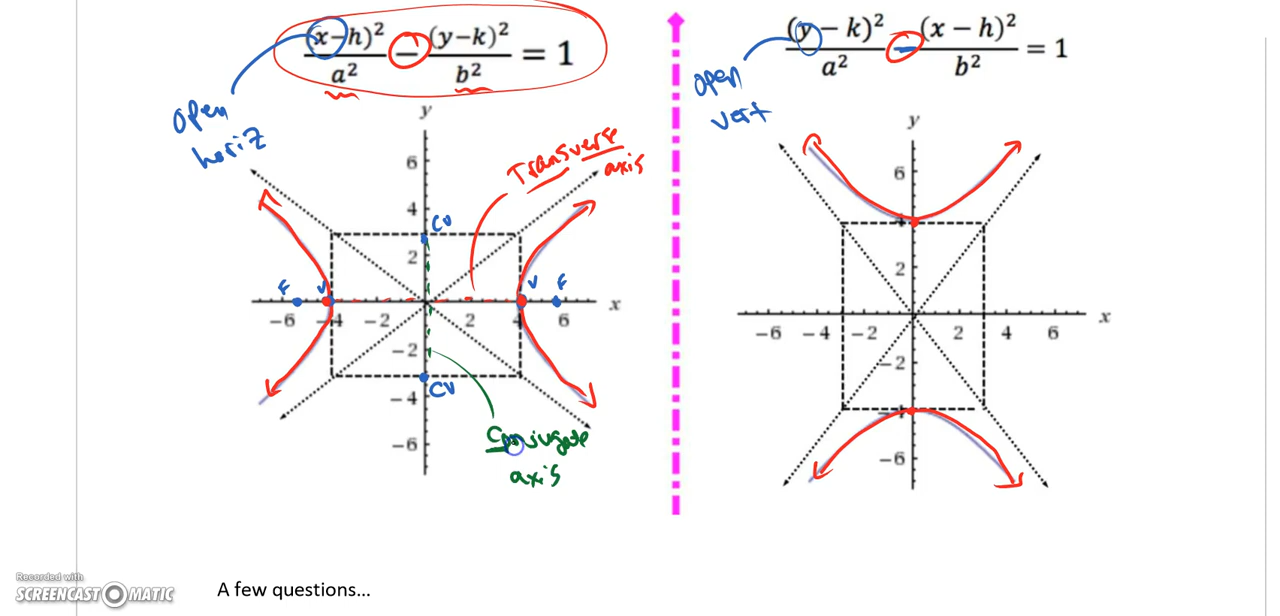 (x−h)²/a² − (y−k)²/b² = 1
(y − k)²/a² − (x − h)²/b² = 1
open
horiz
open
vert
y
6
4
2
−2
−4
−6
−6
−4
−2
2
4
6
x
Transverse
axis
CV
F
V
V
F
CV
Conjugate
axis
y
6
4
2
−2
−4
−6
−6
−4
−2
2
4
6
x
A few questions...
Recorded with
SCREENCAST O MATIC